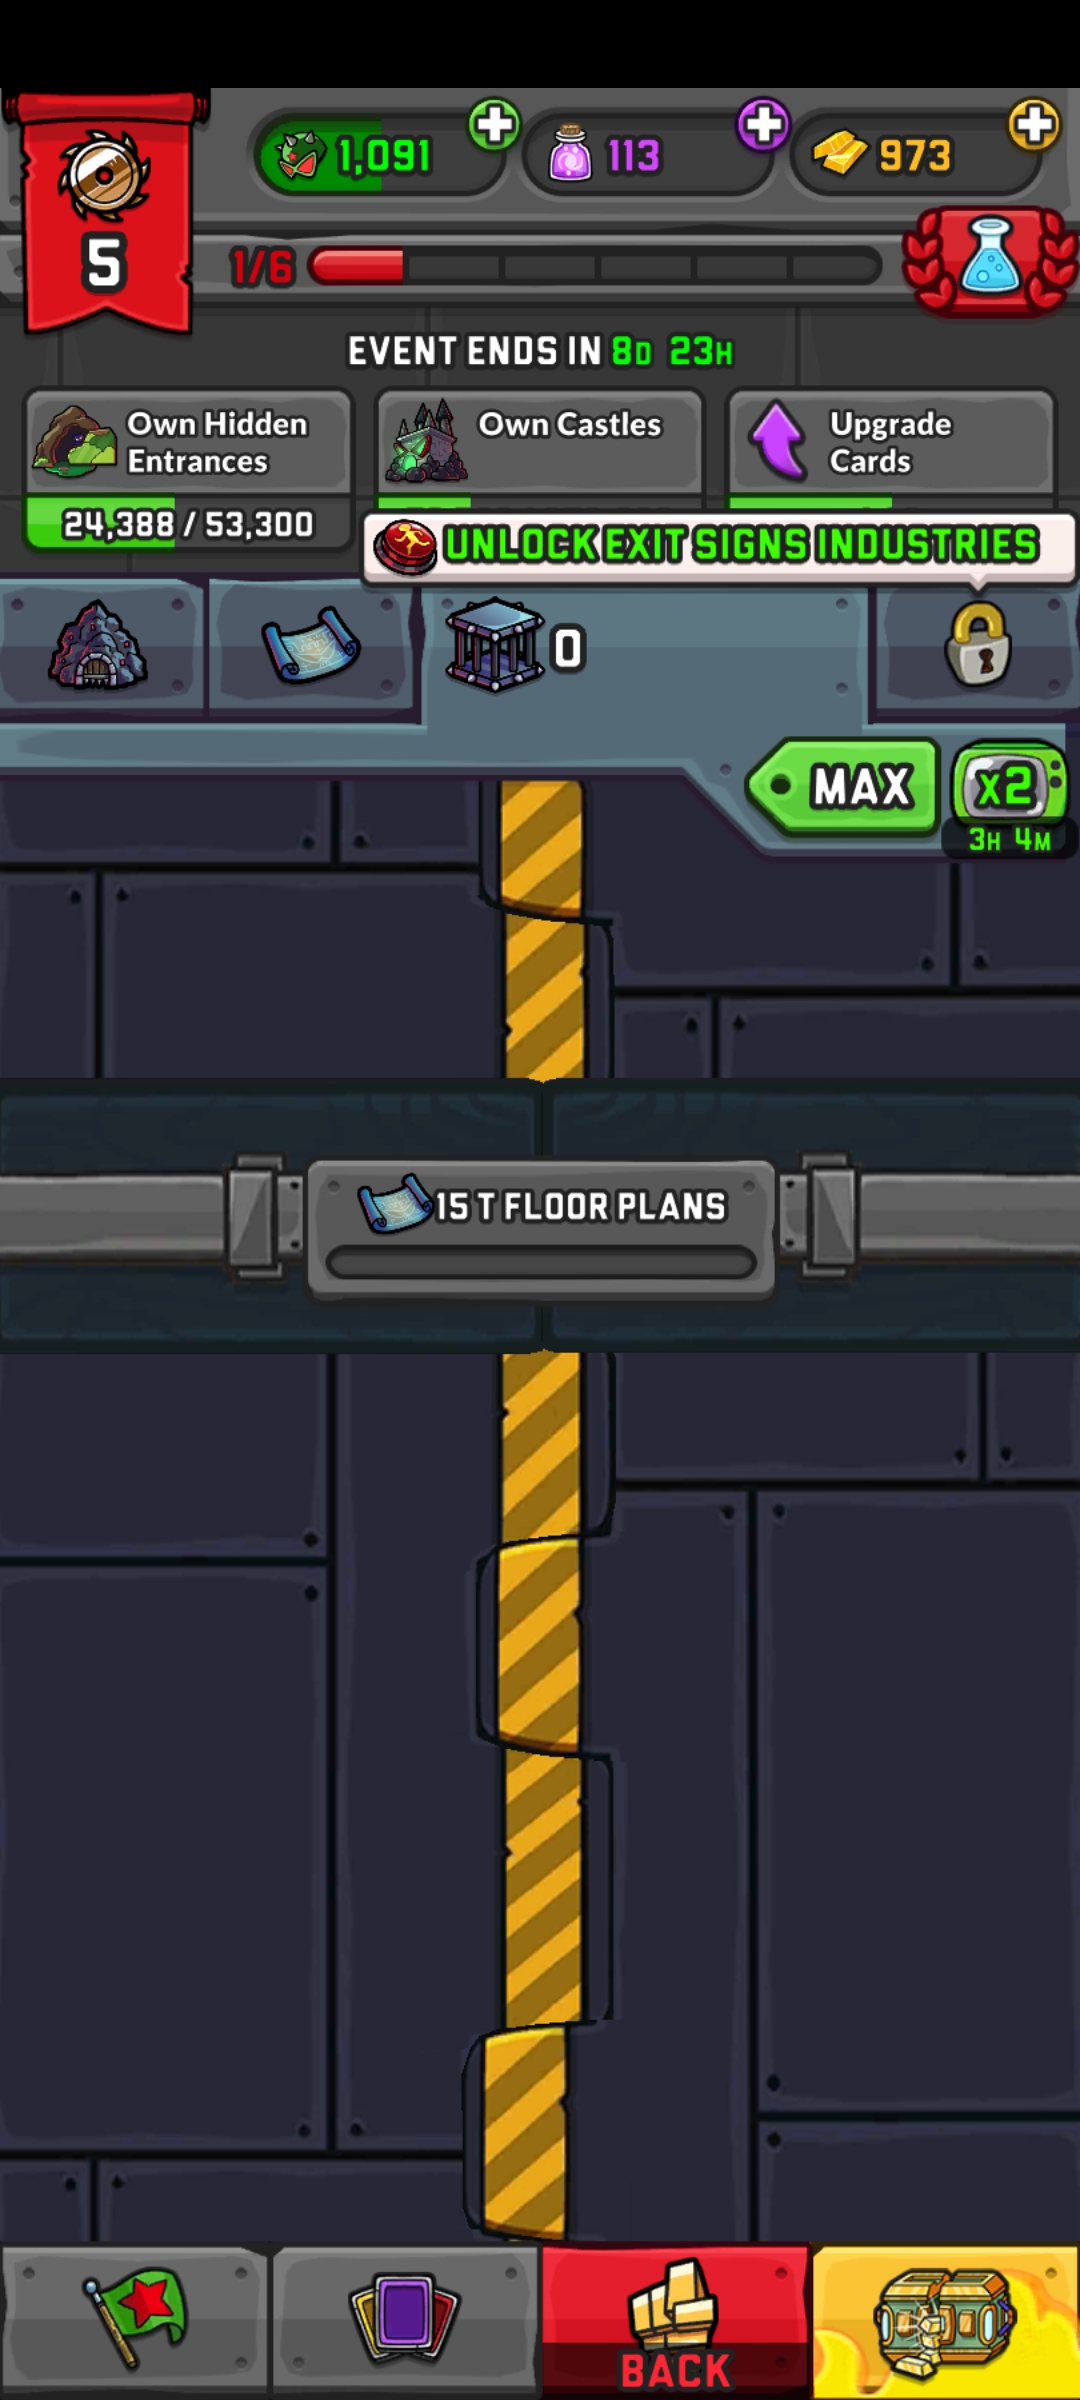 1,091
113
973
5
1/6
EVENT ENDS IN 8D 23H
Own Hidden Entrances
Own Castles
Upgrade Cards
24,388 / 53,300
UNLOCK EXIT SIGNS INDUSTRIES
0
MAX
x2
3H 4M
15 T FLOOR PLANS
BACK